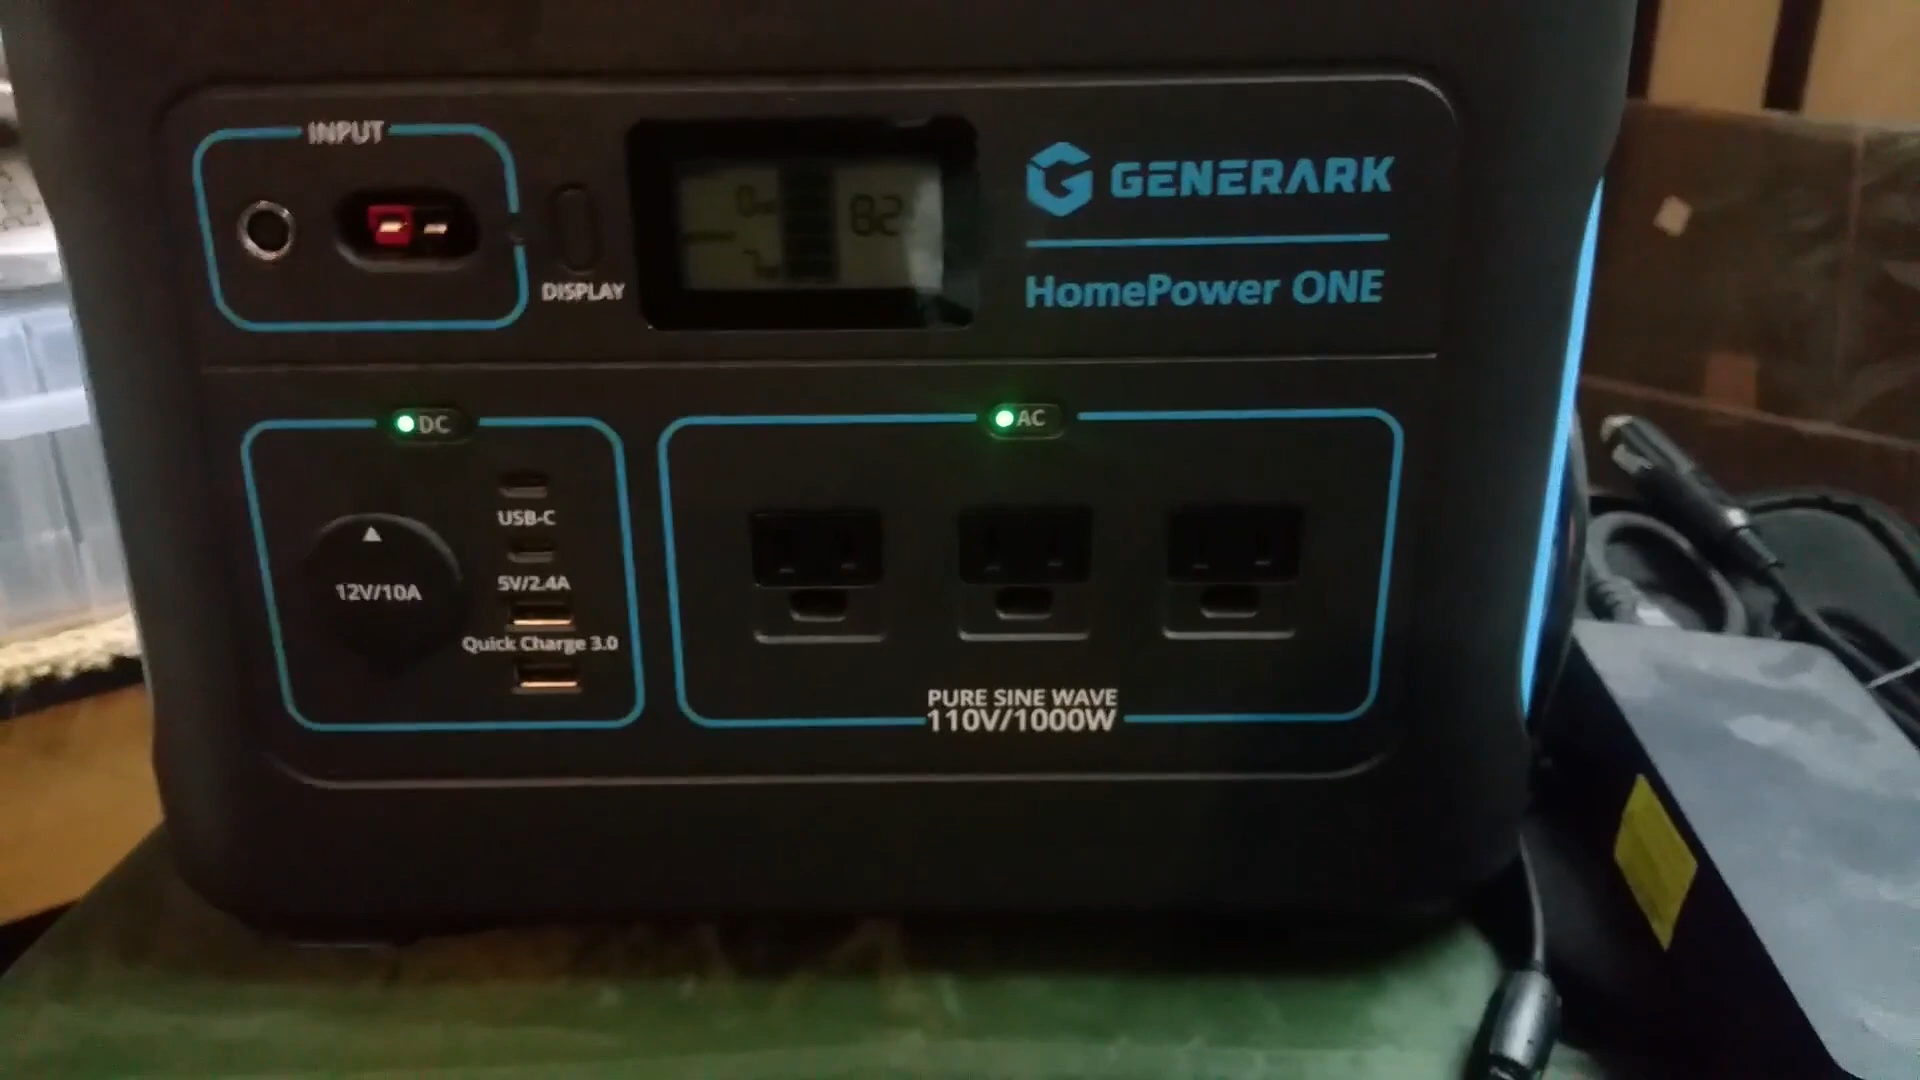 INPUT
DISPLAY
82
GENERARK
HomePower ONE
DC
12V/10A
USB-C
5V/2.4A
Quick Charge 3.0
AC
PURE SINE WAVE
110V/1000W